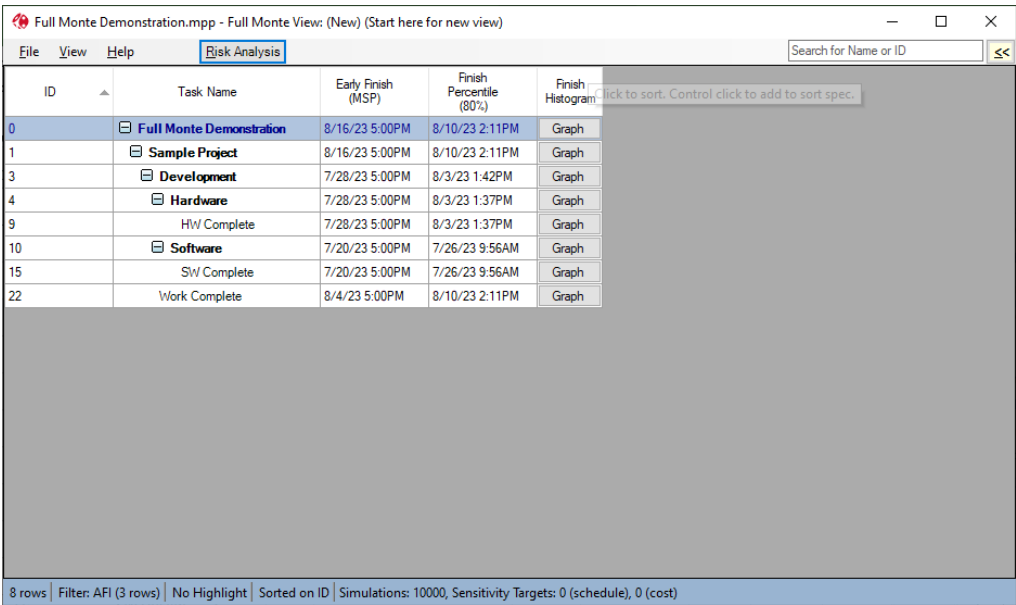 Full Monte Demonstration.mpp - Full Monte View: (New) (Start here for new view)
File View Help Risk Analysis Search for Name or ID <<
ID Task Name Early Finish (MSP) Finish Percentile (80%) Finish Histogram
Click to sort. Control click to add to sort spec.
0 Full Monte Demonstration 8/16/23 5:00PM 8/10/23 2:11PM Graph
1 Sample Project 8/16/23 5:00PM 8/10/23 2:11PM Graph
3 Development 7/28/23 5:00PM 8/3/23 1:42PM Graph
4 Hardware 7/28/23 5:00PM 8/3/23 1:37PM Graph
9 HW Complete 7/28/23 5:00PM 8/3/23 1:37PM Graph
10 Software 7/20/23 5:00PM 7/26/23 9:56AM Graph
15 SW Complete 7/20/23 5:00PM 7/26/23 9:56AM Graph
22 Work Complete 8/4/23 5:00PM 8/10/23 2:11PM Graph
8 rows Filter: AFI (3 rows) No Highlight Sorted on ID Simulations: 10000, Sensitivity Targets: 0 (schedule), 0 (cost)